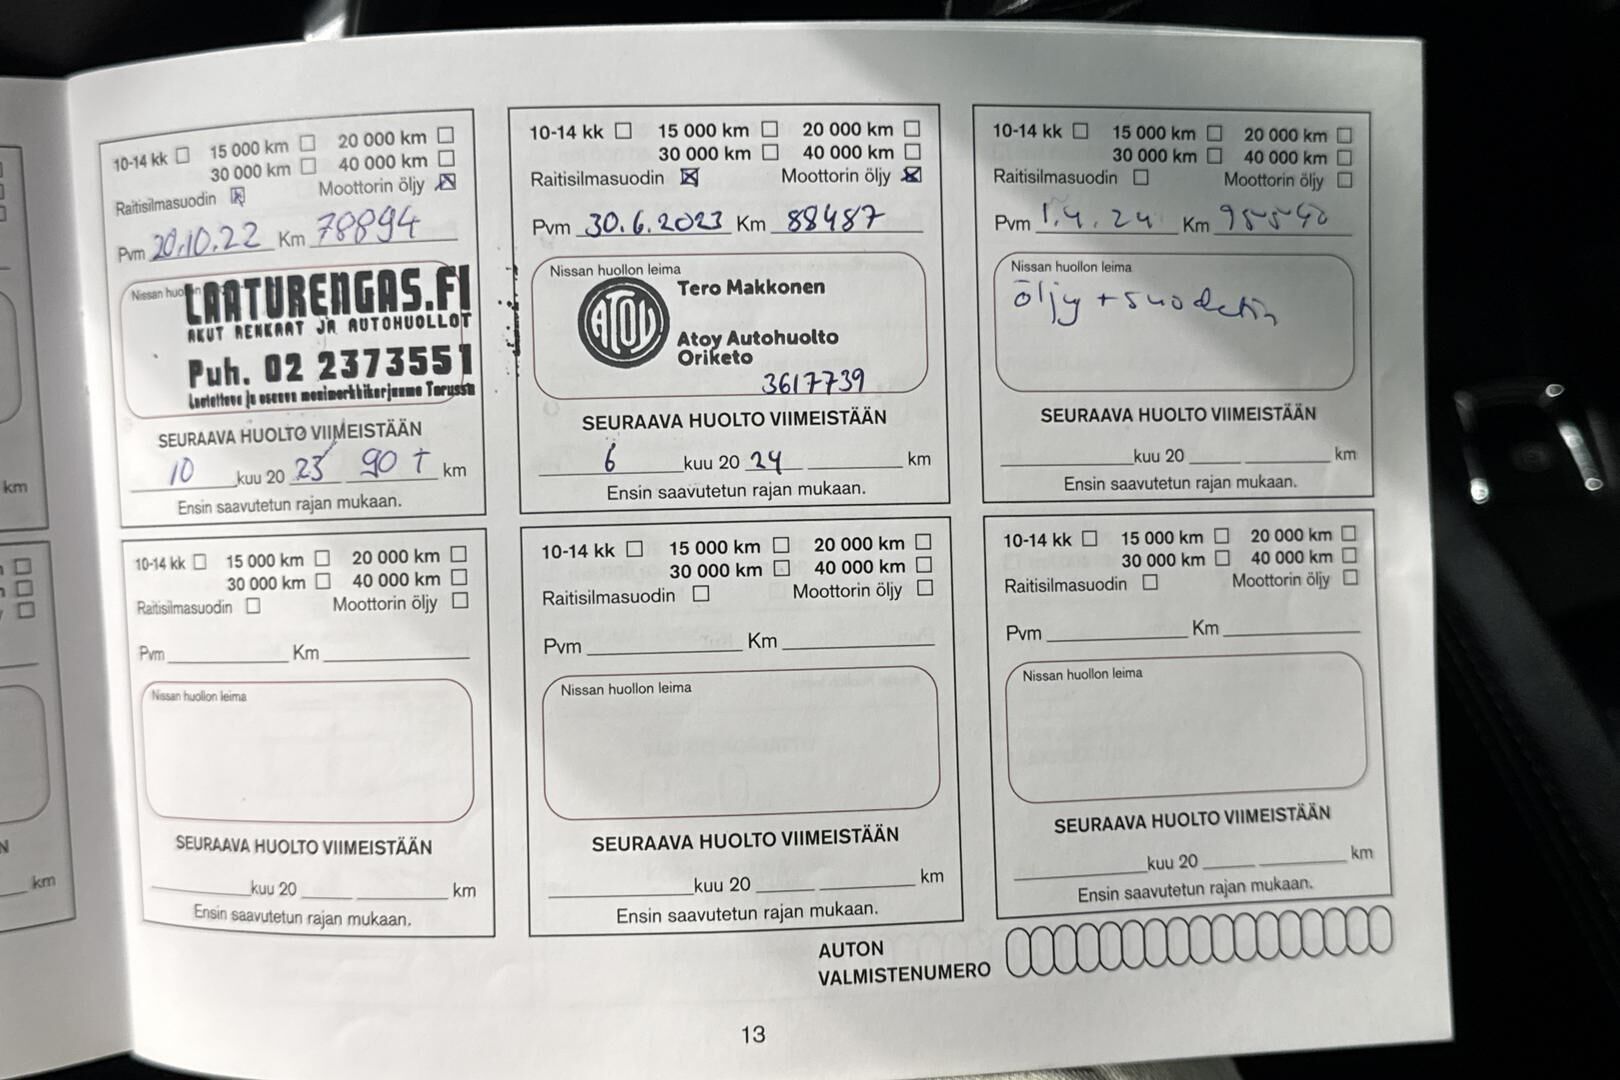 10-14 kk 15 000 km 20 000 km
30 000 km 40 000 km
Raitisilmasuodin Moottorin öljy
Pvm 20.10.22 Km 78894
Nissan huollon
LAATURENGAS.FI
AKUT RENKAAT JA AUTOHUOLLOT
Puh. 02 2373551
SEURAAVA HUOLTO VIIMEISTÄÄN
10 kuu 20 23 90 T km
Ensin saavutetun rajan mukaan.
10-14 kk 15 000 km 20 000 km
30 000 km 40 000 km
Raitisilmasuodin Moottorin öljy
Pvm 30.6.2023 Km 88487
Nissan huollon leima
ATOY
Tero Makkonen
Atoy Autohuolto
Oriketo
3617739
SEURAAVA HUOLTO VIIMEISTÄÄN
6 kuu 20 24 km
Ensin saavutetun rajan mukaan.
10-14 kk 15 000 km 20 000 km
30 000 km 40 000 km
Raitisilmasuodin Moottorin öljy
Pvm 1.4.24 Km 95540
Nissan huollon leima
öljy + suodatin
SEURAAVA HUOLTO VIIMEISTÄÄN
kuu 20 km
Ensin saavutetun rajan mukaan.
10-14 kk 15 000 km 20 000 km
30 000 km 40 000 km
Raitisilmasuodin Moottorin öljy
Pvm Km
Nissan huollon leima
SEURAAVA HUOLTO VIIMEISTÄÄN
kuu 20 km
Ensin saavutetun rajan mukaan.
10-14 kk 15 000 km 20 000 km
30 000 km 40 000 km
Raitisilmasuodin Moottorin öljy
Pvm Km
Nissan huollon leima
SEURAAVA HUOLTO VIIMEISTÄÄN
kuu 20 km
Ensin saavutetun rajan mukaan.
10-14 kk 15 000 km 20 000 km
30 000 km 40 000 km
Raitisilmasuodin Moottorin öljy
Pvm Km
Nissan huollon leima
SEURAAVA HUOLTO VIIMEISTÄÄN
kuu 20 km
Ensin saavutetun rajan mukaan.
AUTON
VALMISTENUMERO
13
km
km